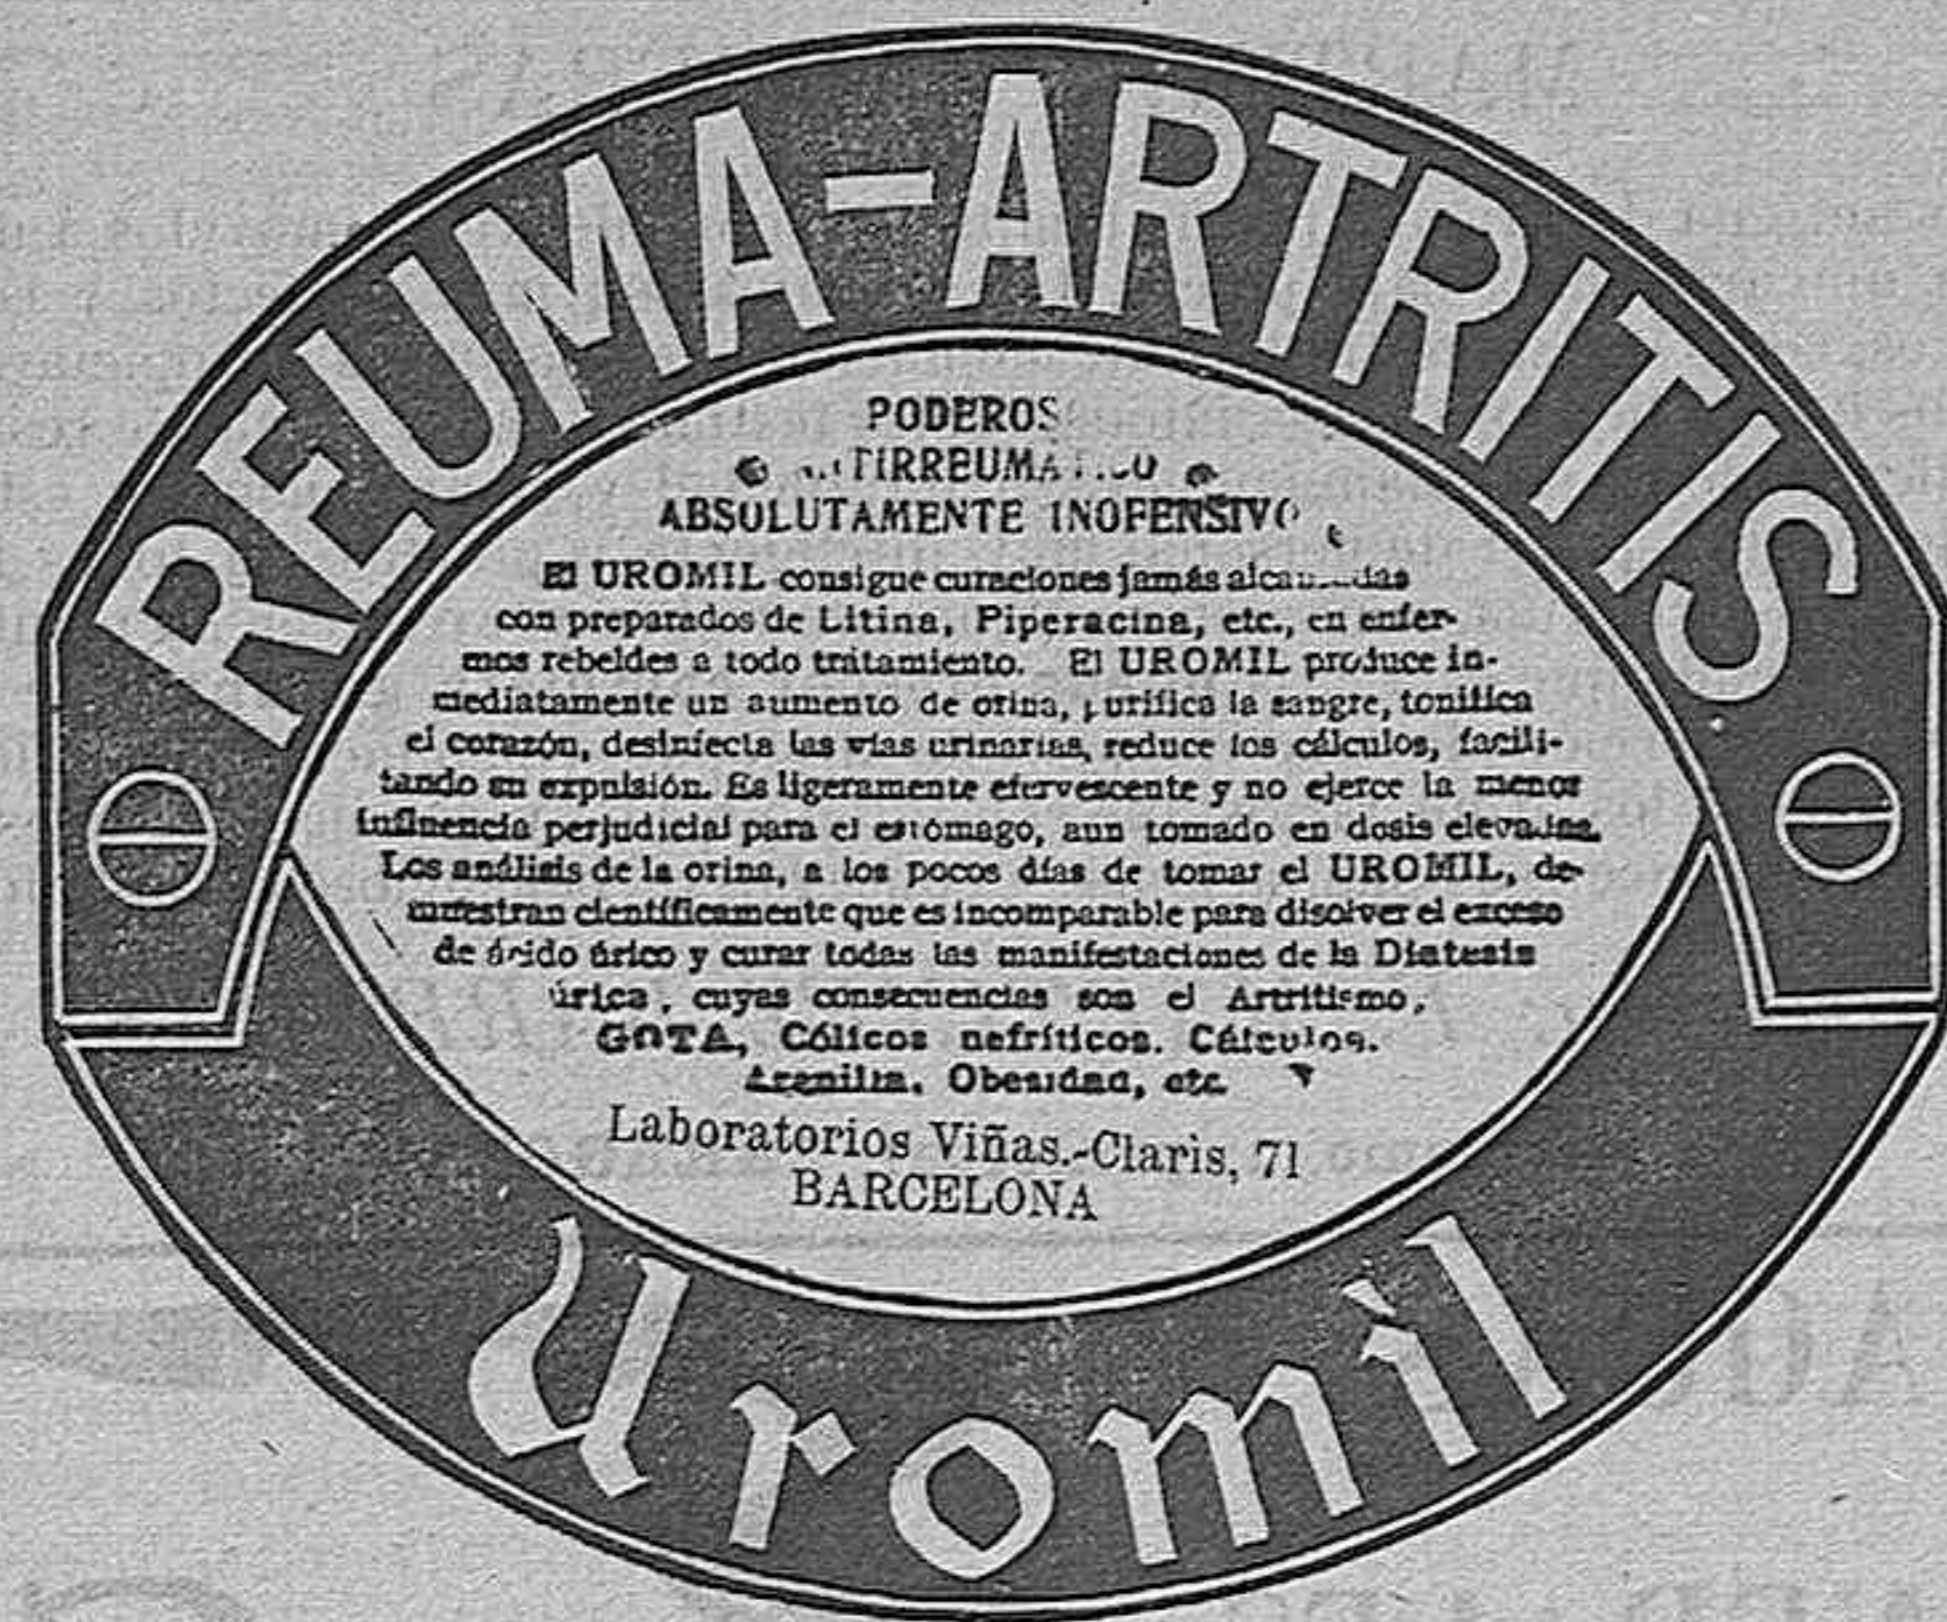 REUMA-ARTRITIS
PODEROS
ABSOLUTAMENTE INOFENSIVO
El UROMIL consigue curaciones jamás
con preparados de Litina, Piperacina, etc., en enfer-
mos rebeldes a todo tratamiento. El UROMIL produce in-
mediatamente un aumento de orina, purifica la sangre, tonifica
el corazón, desinfecta las vías urinarias, reduce los cálculos, facili-
tando su expulsión. Es ligeramente efervescente y no ejerce la menor
influencia perjudicial para el estómago, aun tomado en dosis elevadas.
Los análisis de la orina, a los pocos días de tomar el UROMIL, de-
muestran científicamente que es incomparable para disolver el exceso
de ácido úrico y curar todas las manifestaciones de la Diatesis
úrica, cuyas consecuencias son el Artritismo,
GOTA, Cólicos nefríticos. Cálculos.
Arenilla. Obesidad, etc.
Laboratorios Viñas.-Claris, 71
BARCELONA
Uromil